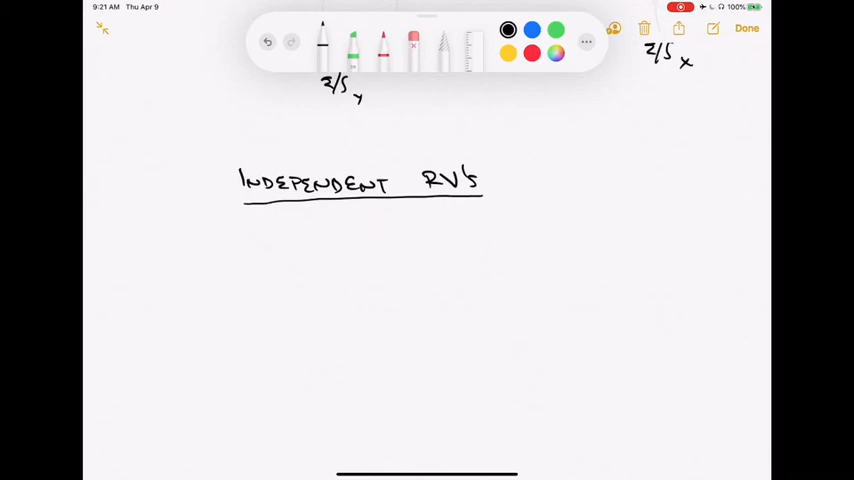 9:21 AM Thu Apr 9
100%
Done
2/5 x
2/5 y
INDEPENDENT RV's